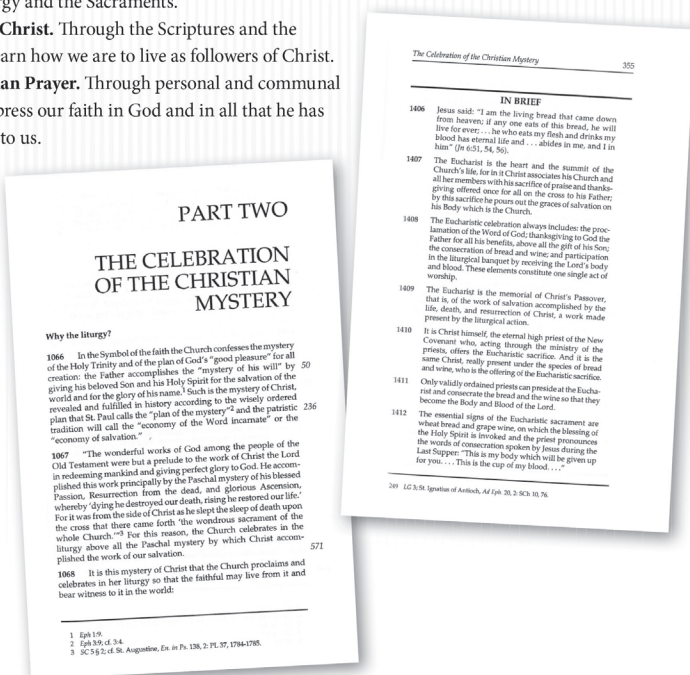 gy and the Sacraments.
Christ. Through the Scriptures and the
arn how we are to live as followers of Christ.
an Prayer. Through personal and communal
press our faith in God and in all that he has
to us.
PART TWO
THE CELEBRATION
OF THE CHRISTIAN
MYSTERY
Why the liturgy?
1066 In the Symbol of the faith the Church confesses the mystery
of the Holy Trinity and of the plan of God's "good pleasure" for all
creation: the Father accomplishes the "mystery of his will" by 50
giving his beloved Son and his Holy Spirit for the salvation of the
world and for the glory of his name.1 Such is the mystery of Christ,
revealed and fulfilled in history according to the wisely ordered
plan that St. Paul calls the "plan of the mystery"2 and the patristic 236
tradition will call the "economy of the Word incarnate" or the
"economy of salvation."
1067 "The wonderful works of God among the people of the
Old Testament were but a prelude to the work of Christ the Lord
in redeeming mankind and giving perfect glory to God. He accom-
plished this work principally by the Paschal mystery of his blessed
Passion, Resurrection from the dead, and glorious Ascension,
whereby 'dying he destroyed our death, rising he restored our life.'
For it was from the side of Christ as he slept the sleep of death upon
the cross that there came forth 'the wondrous sacrament of the
whole Church.'"3 For this reason, the Church celebrates in the
liturgy above all the Paschal mystery by which Christ accom- 571
plished the work of our salvation.
1068 It is this mystery of Christ that the Church proclaims and
celebrates in her liturgy so that the faithful may live from it and
bear witness to it in the world:
1 Eph 1:9.
2 Eph 3:9; cf. 3:4.
3 SC 5 § 2; cf. St. Augustine, En. in Ps. 138, 2: PL 37, 1784-1785.
The Celebration of the Christian Mystery 355
IN BRIEF
1406 Jesus said: "I am the living bread that came down
from heaven; if any one eats of this bread, he will
live for ever; . . . he who eats my flesh and drinks my
blood has eternal life and . . . abides in me, and I in
him" (Jn 6:51, 54, 56).
1407 The Eucharist is the heart and the summit of the
Church's life, for in it Christ associates his Church and
all her members with his sacrifice of praise and thanks-
giving offered once for all on the cross to his Father;
by this sacrifice he pours out the graces of salvation on
his Body which is the Church.
1408 The Eucharistic celebration always includes: the proc-
lamation of the Word of God; thanksgiving to God the
Father for all his benefits, above all the gift of his Son;
the consecration of bread and wine; and participation
in the liturgical banquet by receiving the Lord's body
and blood. These elements constitute one single act of
worship.
1409 The Eucharist is the memorial of Christ's Passover,
that is, of the work of salvation accomplished by the
life, death, and resurrection of Christ, a work made
present by the liturgical action.
1410 It is Christ himself, the eternal high priest of the New
Covenant who, acting through the ministry of the
priests, offers the Eucharistic sacrifice. And it is the
same Christ, really present under the species of bread
and wine, who is the offering of the Eucharistic sacrifice.
1411 Only validly ordained priests can preside at the Eucha-
rist and consecrate the bread and the wine so that they
become the Body and Blood of the Lord.
1412 The essential signs of the Eucharistic sacrament are
wheat bread and grape wine, on which the blessing of
the Holy Spirit is invoked and the priest pronounces
the words of consecration spoken by Jesus during the
Last Supper: "This is my body which will be given up
for you. . . . This is the cup of my blood. . . ."
249 LG 3; St. Ignatius of Antioch, Ad Eph. 20, 2: SCh 10, 76.